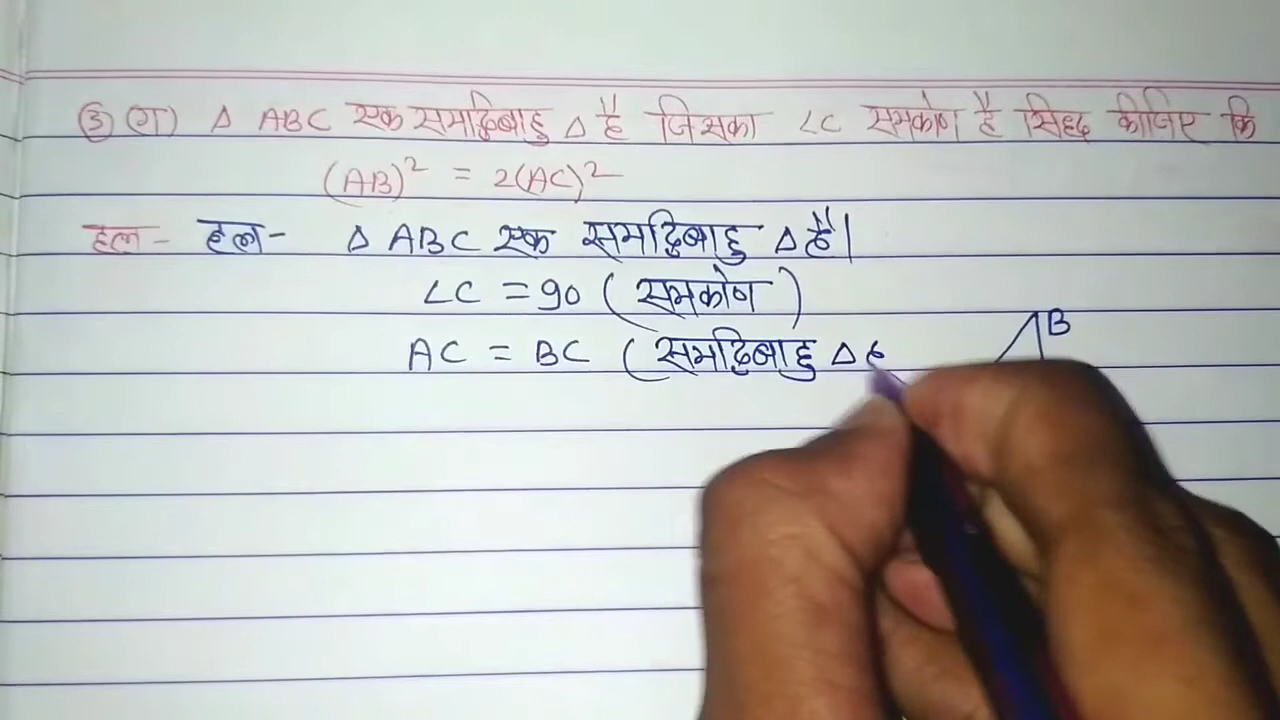 ③ (ग) Δ ABC एक समद्विबाहु Δ है जिसका ∠C समकोण है सिद्ध कीजिए कि
(AB)² = 2(AC)²
हल- हल- Δ ABC एक समद्विबाहु Δ है।
∠C = 90 (समकोण)
AC = BC (समद्विबाहु Δ
B